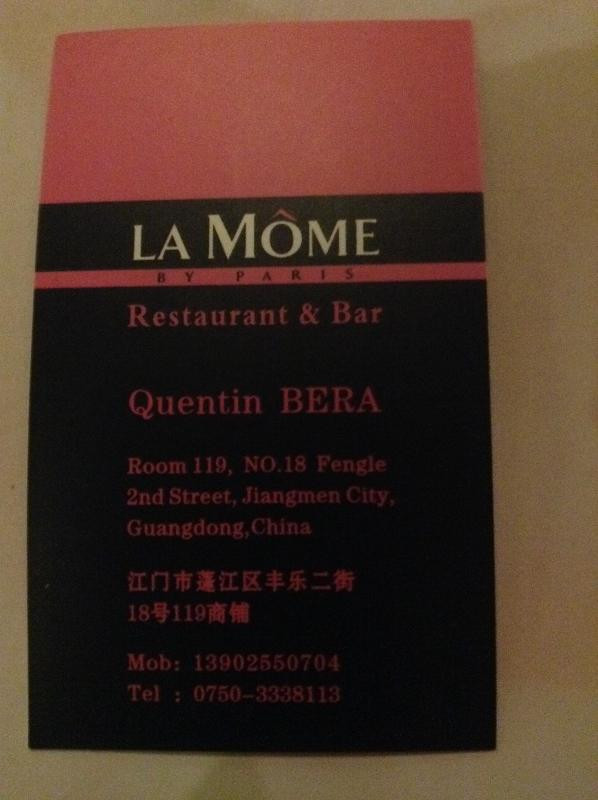 LA MÔME
BY PARIS
Restaurant & Bar
Quentin BERA
Room 119, NO.18 Fengle
2nd Street, Jiangmen City,
Guangdong,China
江门市蓬江区丰乐二街
18号119商铺
Mob: 13902550704
Tel : 0750-3338113